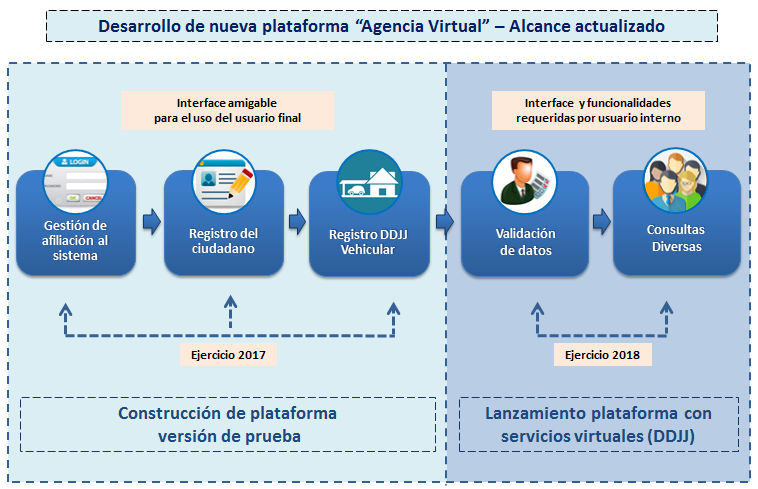 Desarrollo de nueva plataforma “Agencia Virtual” – Alcance actualizado
Interface amigable
para el uso del usuario final
Interface y funcionalidades
requeridas por usuario interno
LOGIN
OK
CANCEL
Gestión de
afiliación al
sistema
Registro del
ciudadano
Registro DDJJ
Vehicular
Validación
de datos
Consultas
Diversas
Ejercicio 2017
Ejercicio 2018
Construcción de plataforma
versión de prueba
Lanzamiento plataforma con
servicios virtuales (DDJJ)